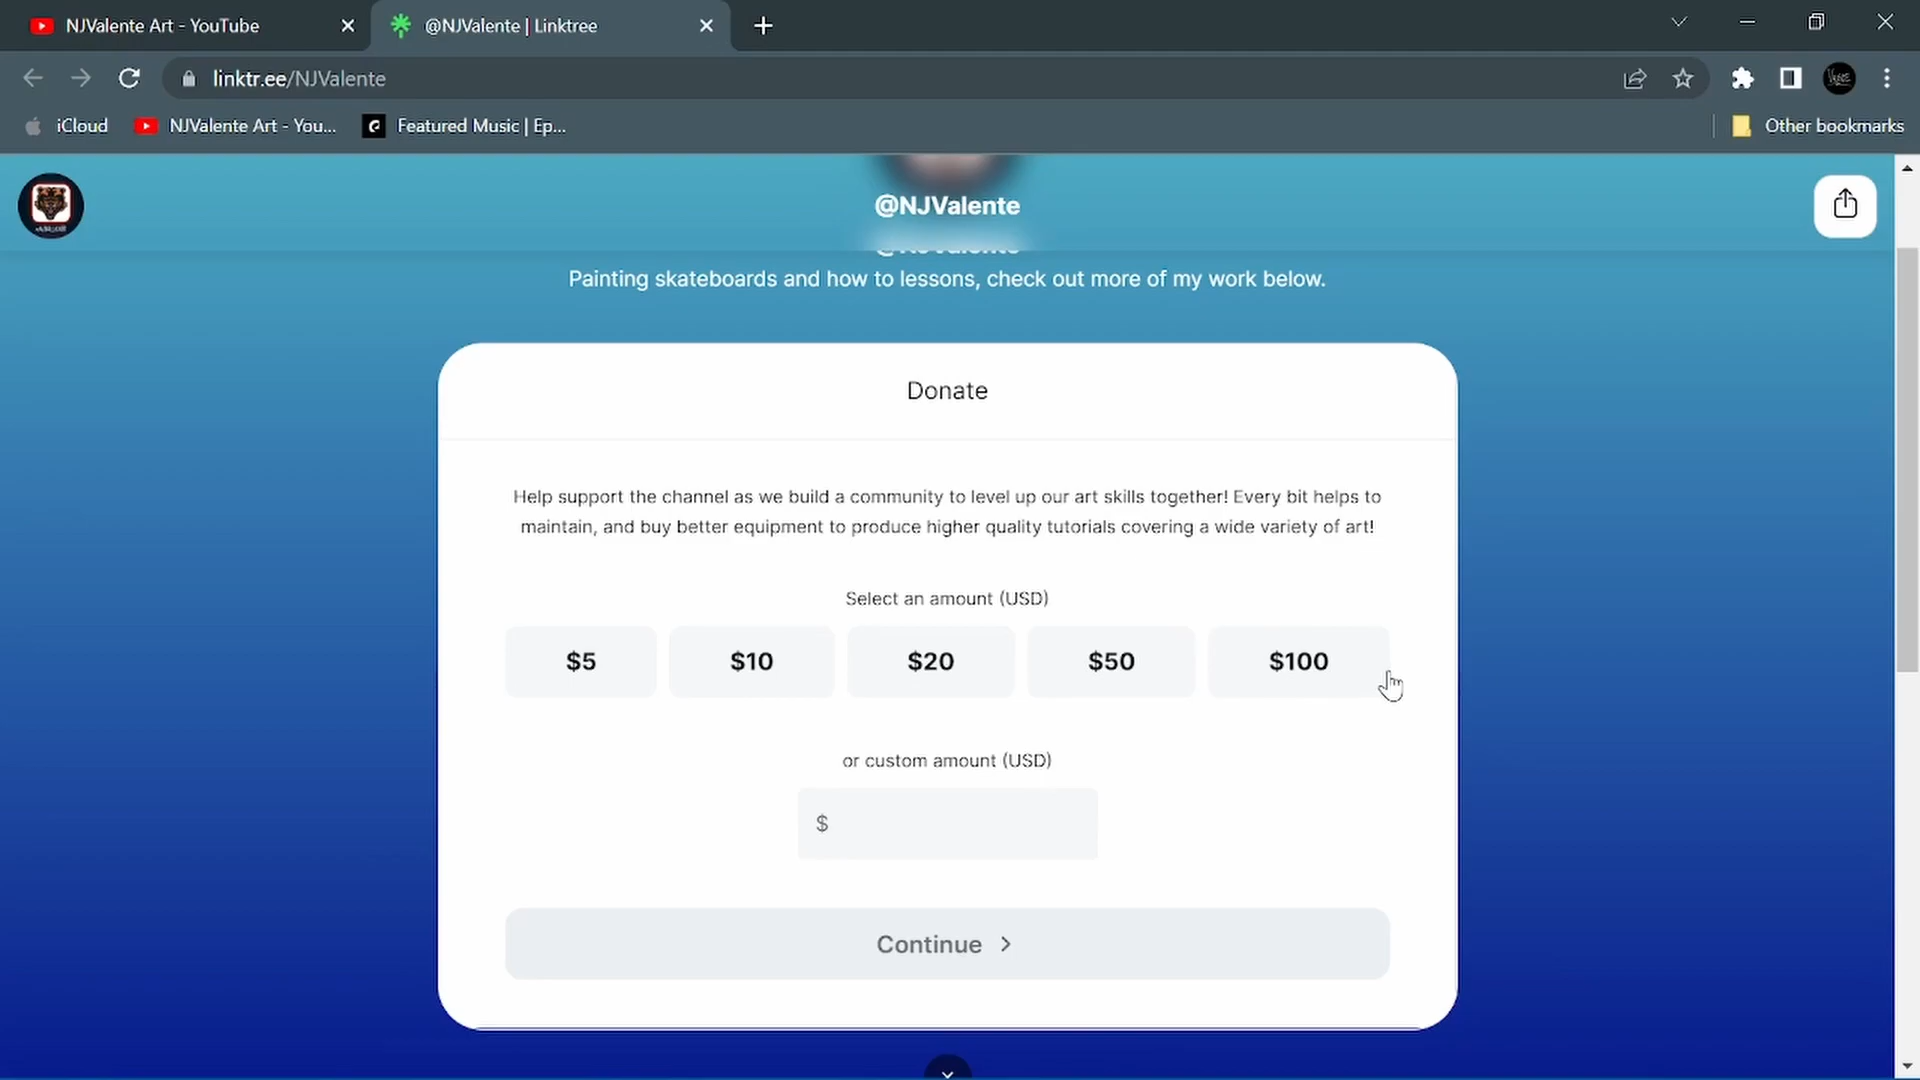 NJValente Art - YouTube
@NJValente | Linktree
linktr.ee/NJValente
iCloud
NJValente Art - You...
Featured Music | Ep...
Other bookmarks
@NJValente
Painting skateboards and how to lessons, check out more of my work below.
Donate
Help support the channel as we build a community to level up our art skills together! Every bit helps to
maintain, and buy better equipment to produce higher quality tutorials covering a wide variety of art!
Select an amount (USD)
$5
$10
$20
$50
$100
or custom amount (USD)
$
Continue